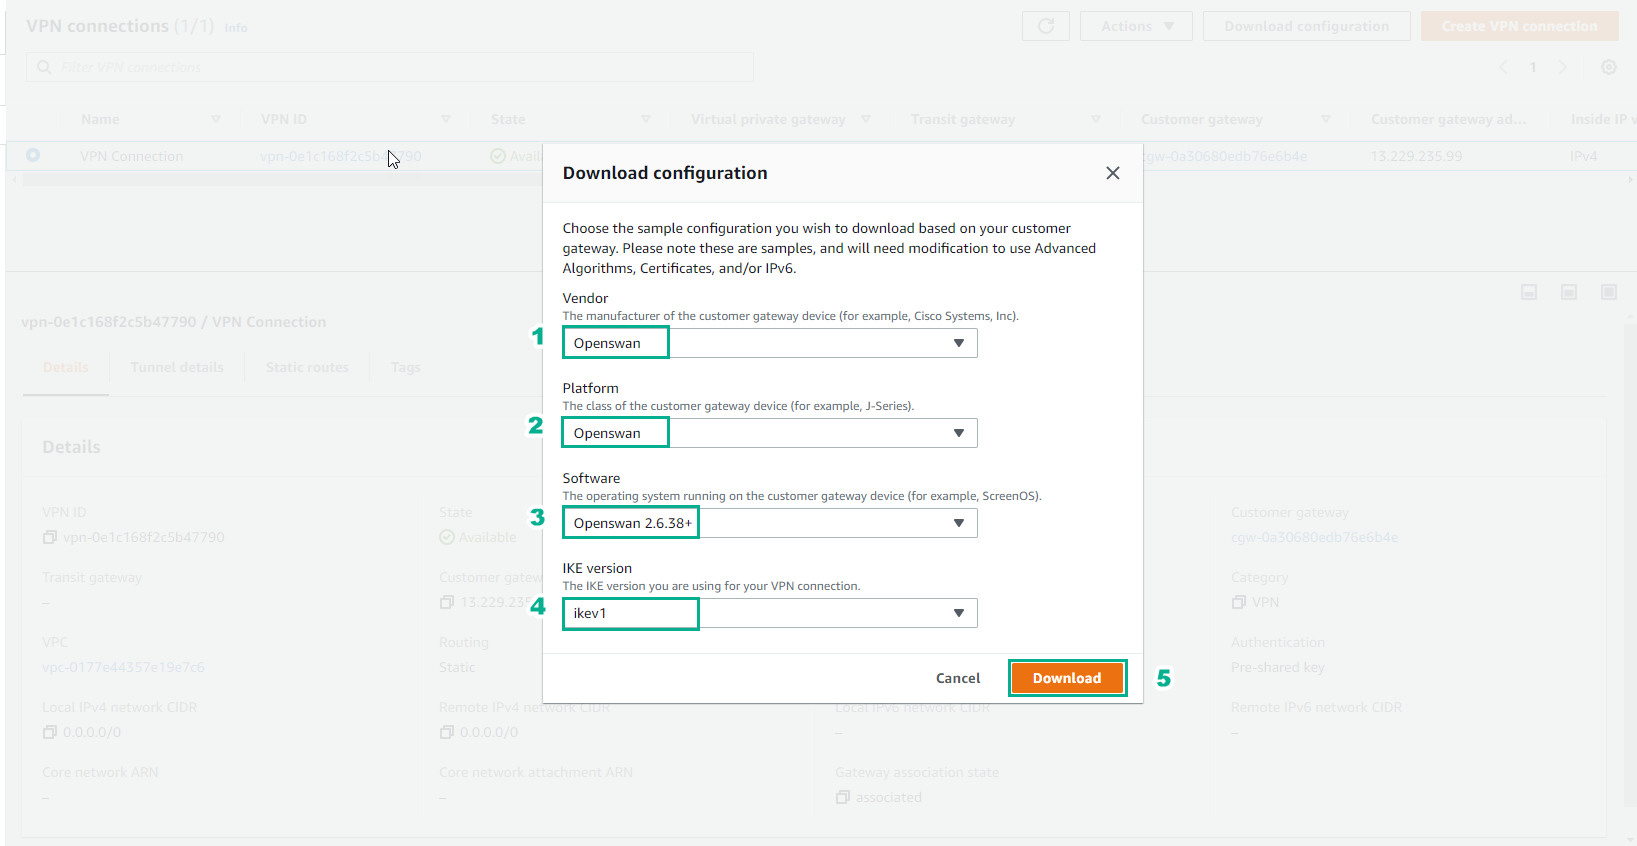 VPN connections (1/1) Info
Actions
Download configuration
Create VPN connection
Filter VPN connections
1
Name
VPN ID
State
Virtual private gateway
Transit gateway
Customer gateway
Customer gateway ad...
Inside IP v
VPN Connection
vpn-0e1c168f2c5b47790
Availa
cgw-0a30680edb76e6b4e
13.229.235.99
IPv4
Download configuration
Choose the sample configuration you wish to download based on your customer
gateway. Please note these are samples, and will need modification to use Advanced
Algorithms, Certificates, and/or IPv6.
Vendor
The manufacturer of the customer gateway device (for example, Cisco Systems, Inc).
1
Openswan
Platform
The class of the customer gateway device (for example, J-Series).
2
Openswan
Software
The operating system running on the customer gateway device (for example, ScreenOS).
3
Openswan 2.6.38+
IKE version
The IKE version you are using for your VPN connection.
4
ikev1
Cancel
Download
5
vpn-0e1c168f2c5b47790 / VPN Connection
Details
Tunnel details
Static routes
Tags
Details
VPN ID
vpn-0e1c168f2c5b47790
State
Available
Customer gateway
cgw-0a30680edb76e6b4e
Transit gateway
–
Customer gatew
13.229.235
Category
VPN
VPC
vpc-0177e44357e19e7c6
Routing
Static
Authentication
Pre-shared key
Local IPv4 network CIDR
0.0.0.0/0
Remote IPv4 network CIDR
0.0.0.0/0
Local IPv6 network CIDR
–
Remote IPv6 network CIDR
–
Core network ARN
–
Core network attachment ARN
–
Gateway association state
associated